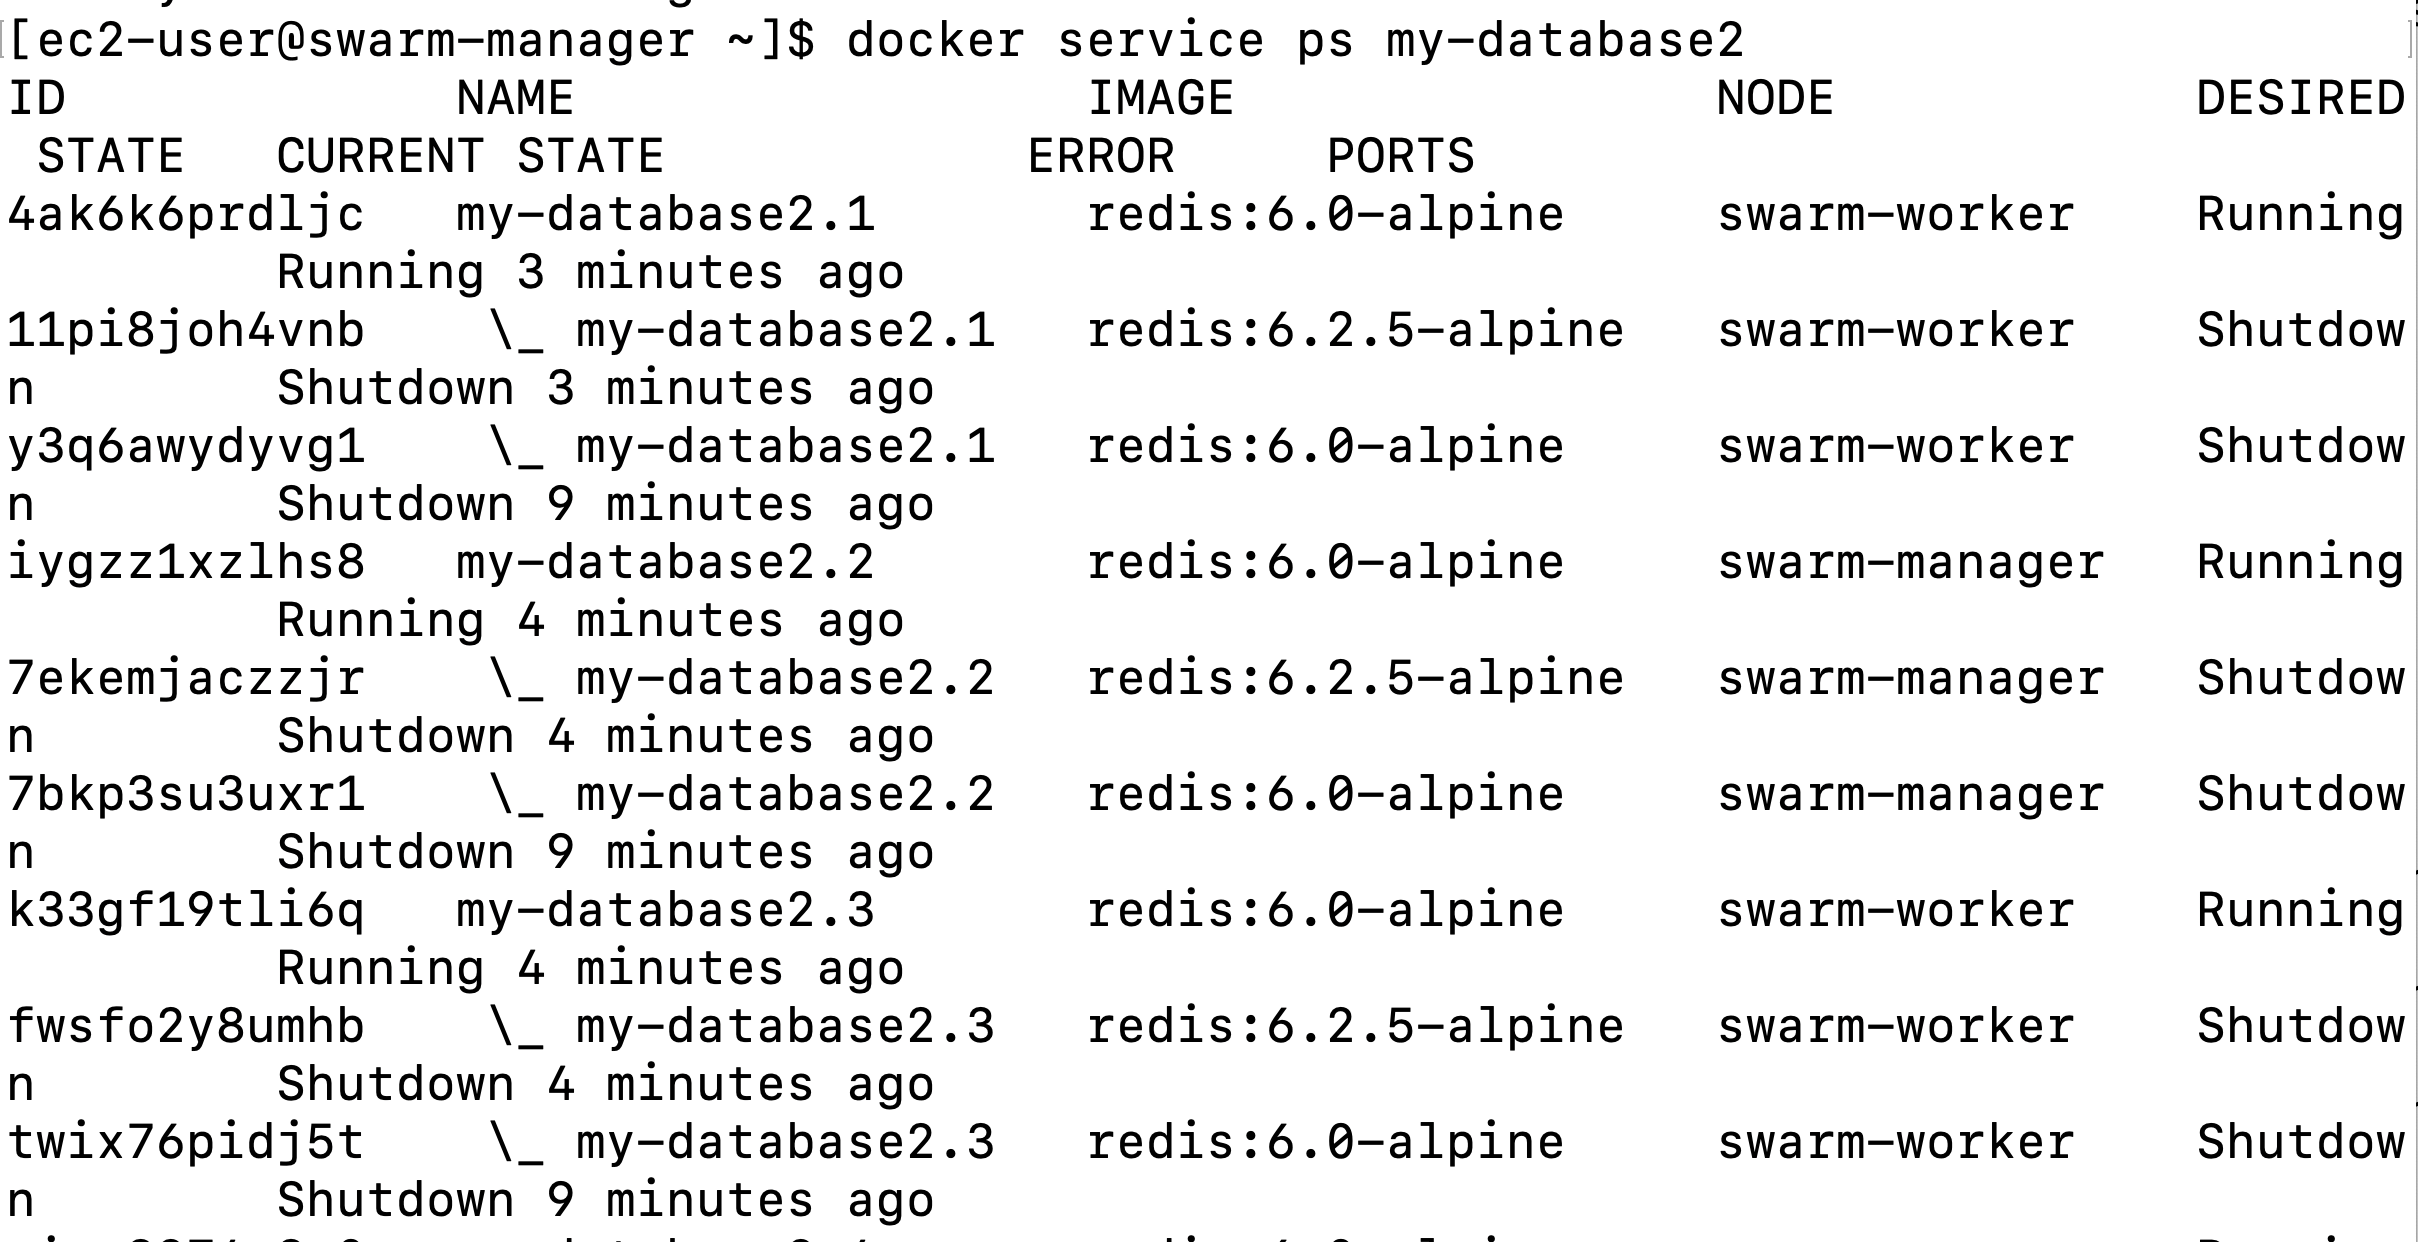 [ec2-user@swarm-manager ~]$ docker service ps my-database2
ID             NAME                 IMAGE                NODE            DESIRED
 STATE   CURRENT STATE            ERROR     PORTS
4ak6k6prdljc   my-database2.1       redis:6.0-alpine     swarm-worker    Running
         Running 3 minutes ago
11pi8joh4vnb    \_ my-database2.1   redis:6.2.5-alpine   swarm-worker    Shutdow
n        Shutdown 3 minutes ago
y3q6awydyvg1    \_ my-database2.1   redis:6.0-alpine     swarm-worker    Shutdow
n        Shutdown 9 minutes ago
iygzz1xzlhs8   my-database2.2       redis:6.0-alpine     swarm-manager   Running
         Running 4 minutes ago
7ekemjaczzjr    \_ my-database2.2   redis:6.2.5-alpine   swarm-manager   Shutdow
n        Shutdown 4 minutes ago
7bkp3su3uxr1    \_ my-database2.2   redis:6.0-alpine     swarm-manager   Shutdow
n        Shutdown 9 minutes ago
k33gf19tli6q   my-database2.3       redis:6.0-alpine     swarm-worker    Running
         Running 4 minutes ago
fwsfo2y8umhb    \_ my-database2.3   redis:6.2.5-alpine   swarm-worker    Shutdow
n        Shutdown 4 minutes ago
twix76pidj5t    \_ my-database2.3   redis:6.0-alpine     swarm-worker    Shutdow
n        Shutdown 9 minutes ago